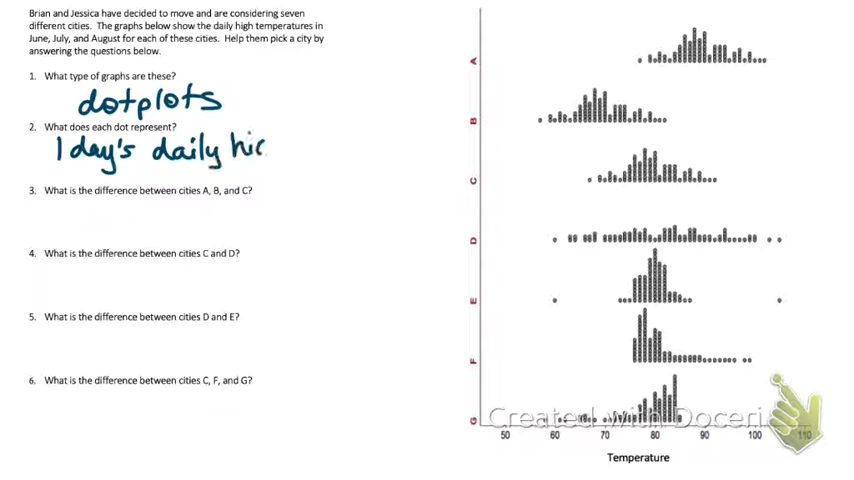 Brian and Jessica have decided to move and are considering seven
different cities. The graphs below show the daily high temperatures in
June, July, and August for each of these cities. Help them pick a city by
answering the questions below.
1. What type of graphs are these?
dotplots
2. What does each dot represent?
1 day's daily hic
3. What is the difference between cities A, B, and C?
4. What is the difference between cities C and D?
5. What is the difference between cities D and E?
6. What is the difference between cities C, F, and G?
A
B
C
D
E
F
G
Created with Doceri
50 60 70 80 90 100 110
Temperature